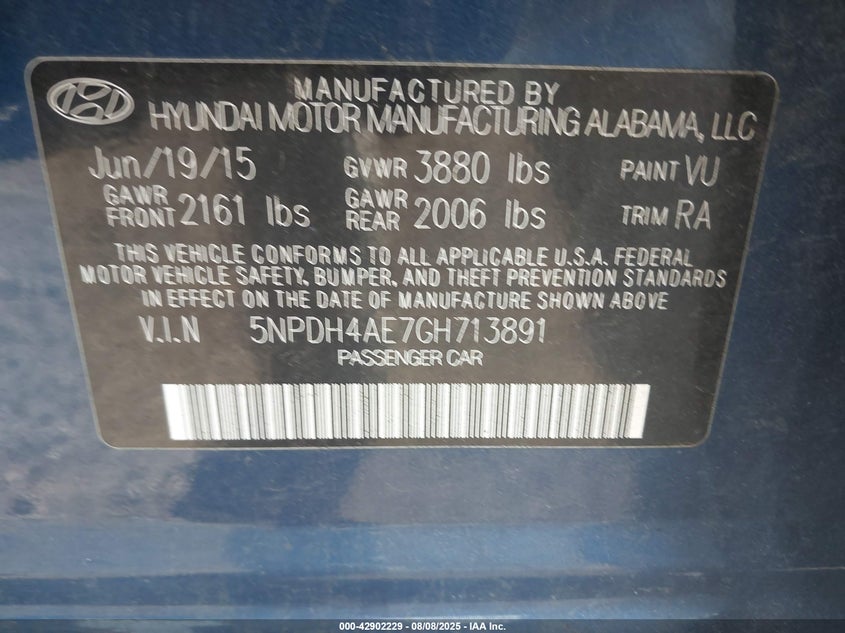 MANUFACTURED BY
HYUNDAI MOTOR MANUFACTURING ALABAMA, LLC
Jun/19/15 GVWR 3880 lbs PAINT VU
GAWR FRONT 2161 lbs GAWR REAR 2006 lbs TRIM RA
THIS VEHICLE CONFORMS TO ALL APPLICABLE U.S.A. FEDERAL
MOTOR VEHICLE SAFETY, BUMPER, AND THEFT PREVENTION STANDARDS
IN EFFECT ON THE DATE OF MANUFACTURE SHOWN ABOVE
V.I.N 5NPDH4AE7GH713891
PASSENGER CAR
000-42902229 - 08/08/2025 - IAA Inc.